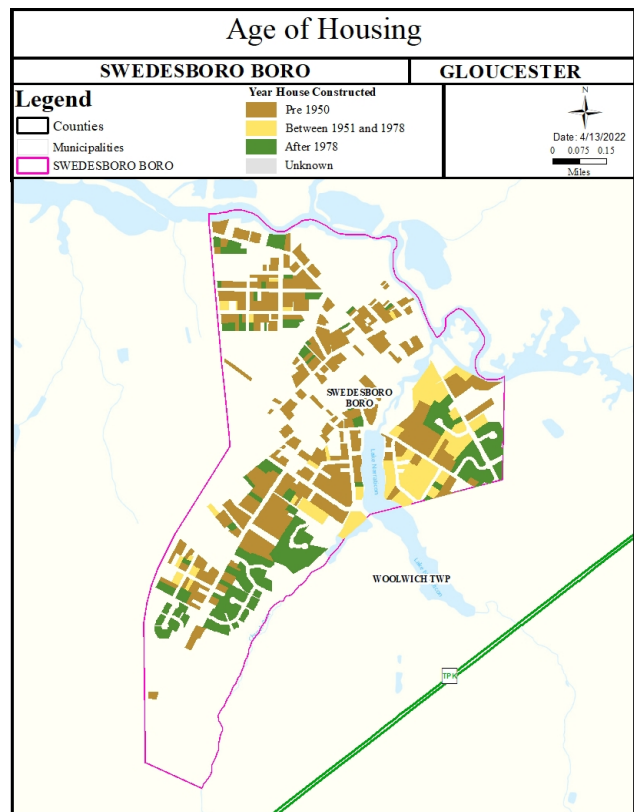 Age of Housing
SWEDESBORO BORO
GLOUCESTER
Legend
Counties
Municipalities
SWEDESBORO BORO
Year House Constructed
Pre 1950
Between 1951 and 1978
After 1978
Unknown
N
Date: 4/13/2022
0 0.075 0.15
Miles
SWEDESBORO
BORO
WOOLWICH TWP
TPK